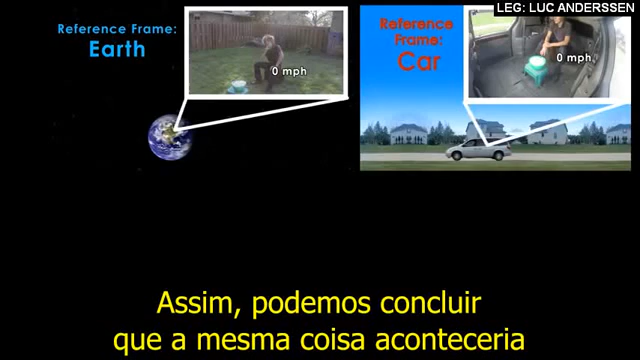 LEG: LUC ANDERSSEN
Reference Frame:
Earth
0 mph
Reference
Frame:
Car
0 mph
Assim, podemos concluir
que a mesma coisa aconteceria